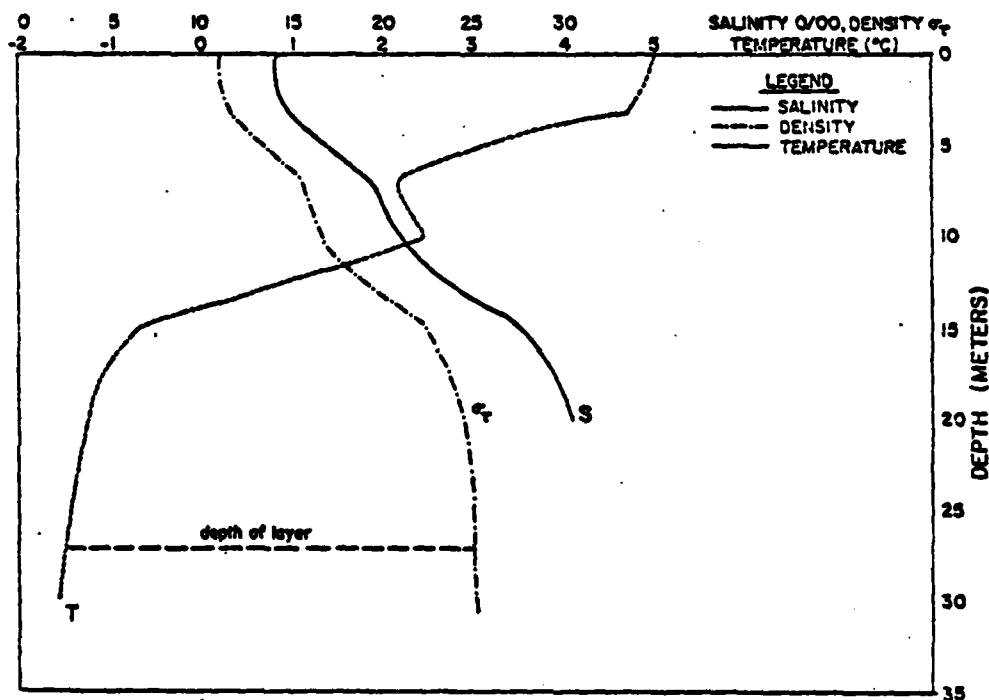 0 10 15 20 25 30 SALINITY 0/00, DENSITY σT
-2 -1 0 1 2 3 4 5 TEMPERATURE (°C)
0
LEGEND
SALINITY
DENSITY
TEMPERATURE
5
10
15
20
25
30
35
DEPTH (METERS)
σT
S
depth of layer
T